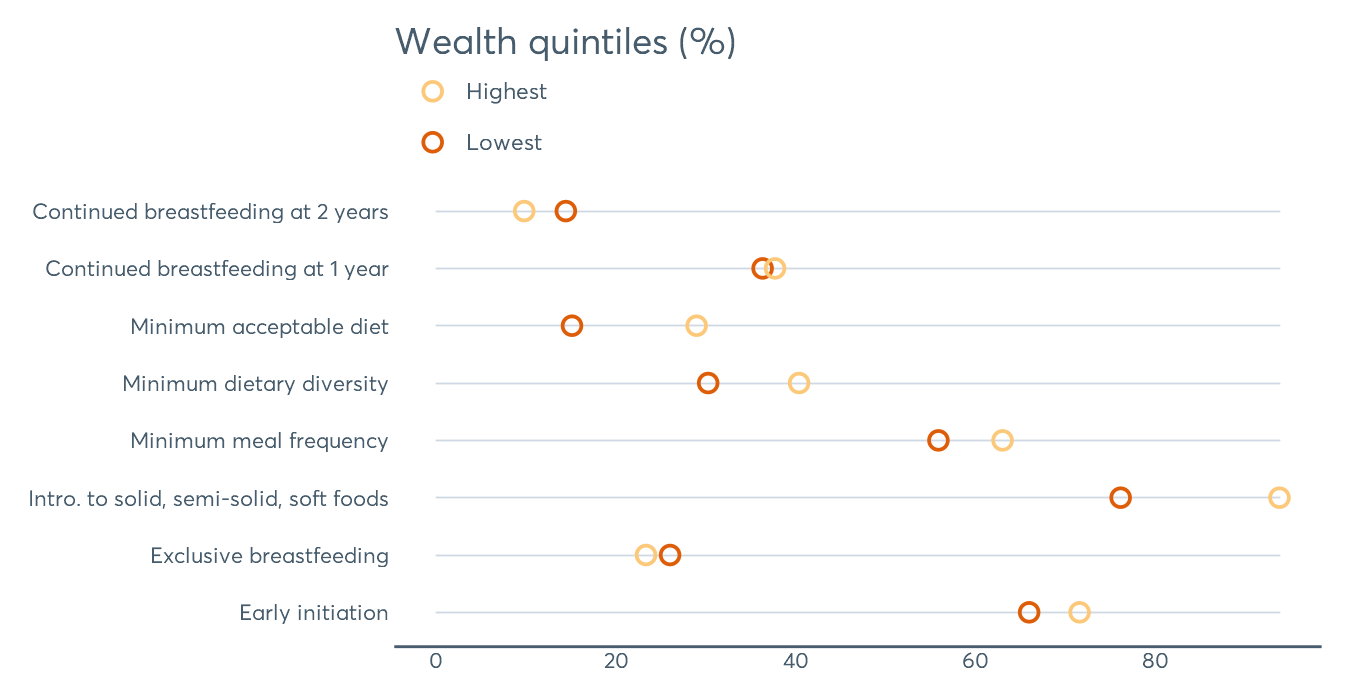 Wealth quintiles (%)
Highest
Lowest
Continued breastfeeding at 2 years
Continued breastfeeding at 1 year
Minimum acceptable diet
Minimum dietary diversity
Minimum meal frequency
Intro. to solid, semi-solid, soft foods
Exclusive breastfeeding
Early initiation
0 20 40 60 80